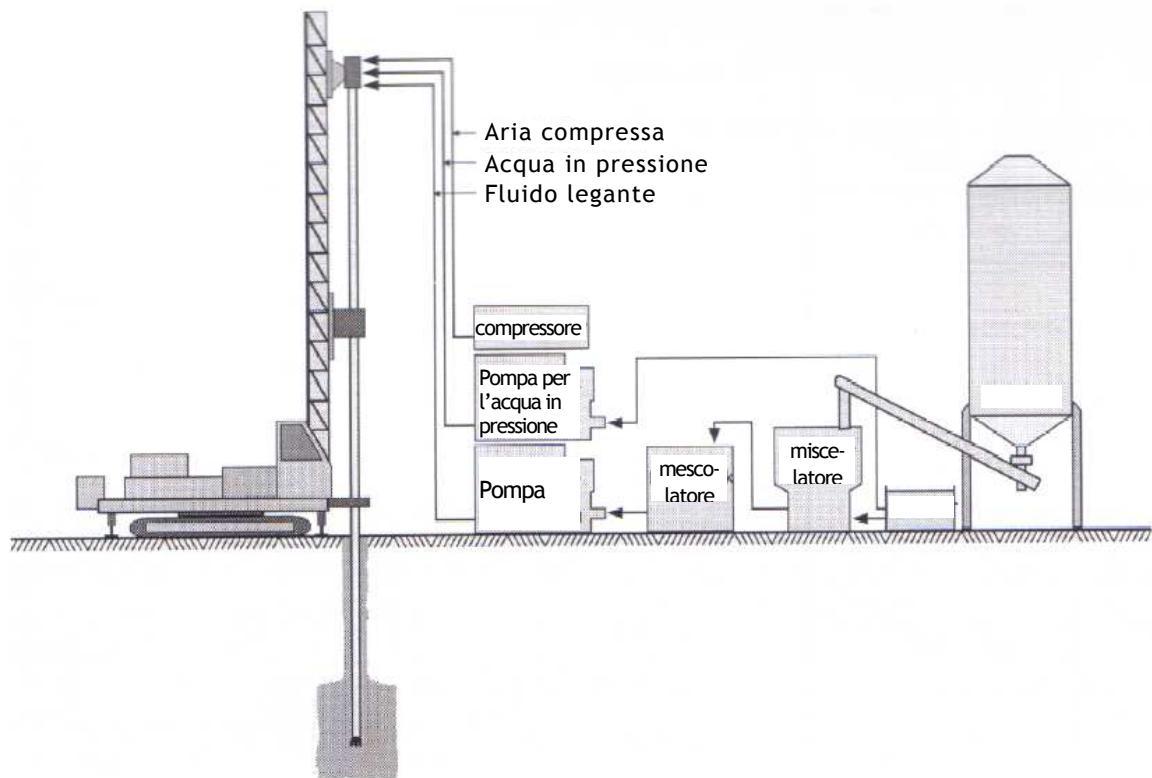 Aria compressa
Acqua in pressione
Fluido legante
compressore
Pompa per
l'acqua in
pressione
Pompa
mesco-
latore
misce-
latore